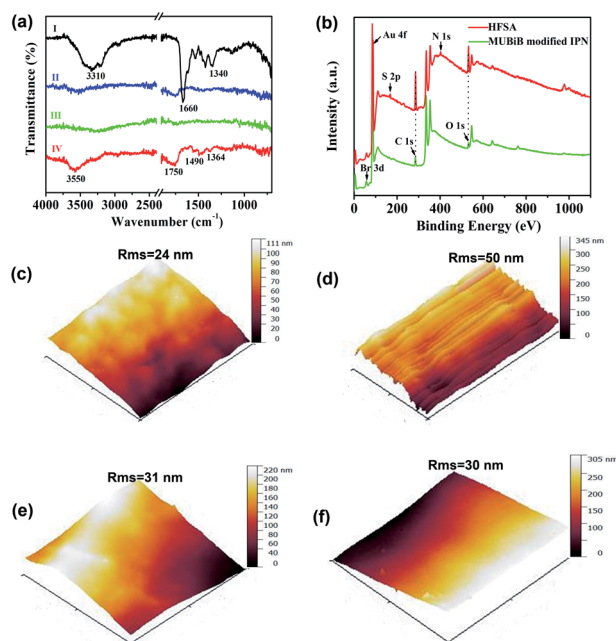 (a)
I
3310
1340
II
1660
III
IV
3550
1750
1490
1364
Transmittance (%)
4000 3500 3000 2500 1500 1000
Wavenumber (cm-1)
(b)
HFSA
MUBiB modified IPN
Au 4f
N 1s
S 2p
C 1s
O 1s
Br 3d
Intensity (a.u.)
0 200 400 600 800 1000
Binding Energy (eV)
(c)
Rms=24 nm
111 nm
100
90
80
70
60
50
40
30
20
10
0
(d)
Rms=50 nm
345 nm
300
250
200
150
100
50
0
(e)
Rms=31 nm
220 nm
200
180
160
140
120
100
80
60
40
20
0
(f)
Rms=30 nm
305 nm
250
200
150
100
50
0